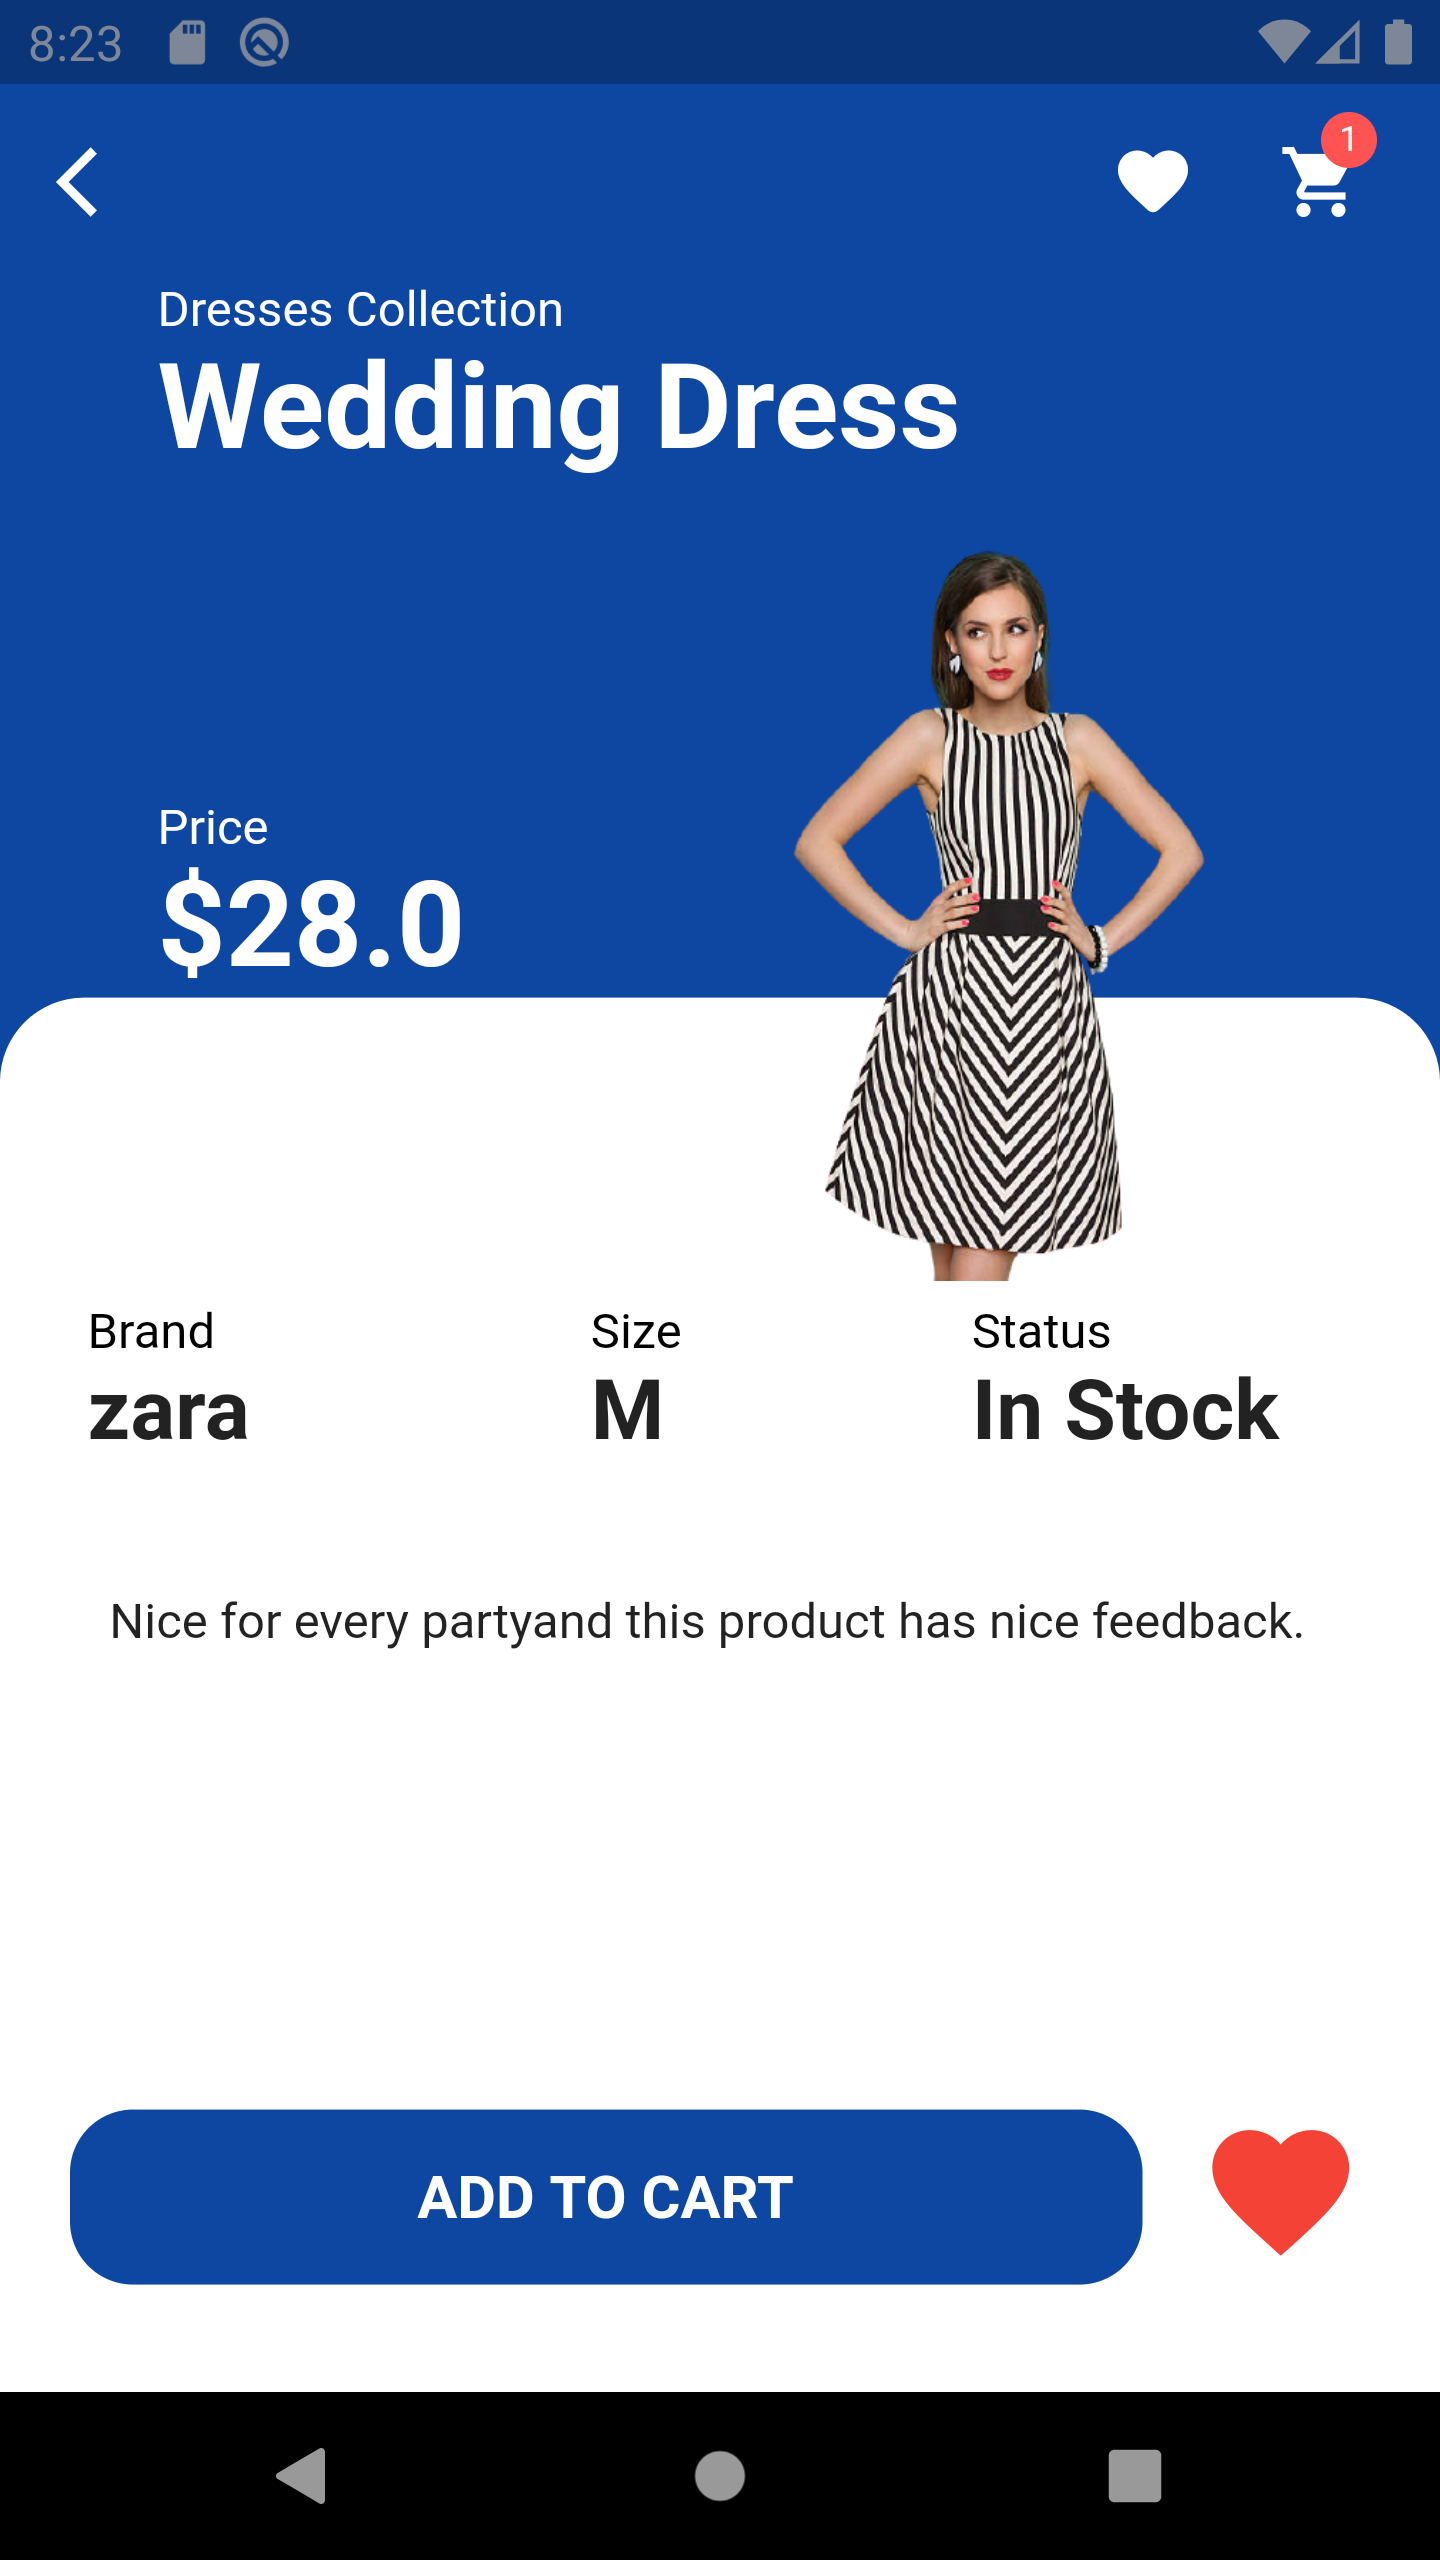 8:23
1
Dresses Collection
Wedding Dress
Price
$28.0
Brand Size Status
zara M In Stock
Nice for every partyand this product has nice feedback.
ADD TO CART